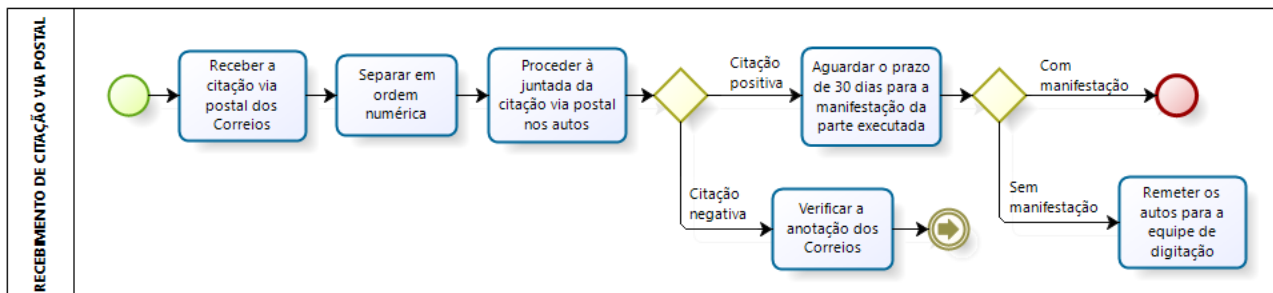 RECEBIMENTO DE CITAÇÃO VIA POSTAL
Receber a
citação via
postal dos
Correios
Separar em
ordem
numérica
Proceder à
juntada da
citação via postal
nos autos
Citação
positiva
Aguardar o prazo
de 30 dias para a
manifestação da
parte executada
Com
manifestação
Citação
negativa
Verificar a
anotação dos
Correios
Sem
manifestação
Remeter os
autos para a
equipe de
digitação